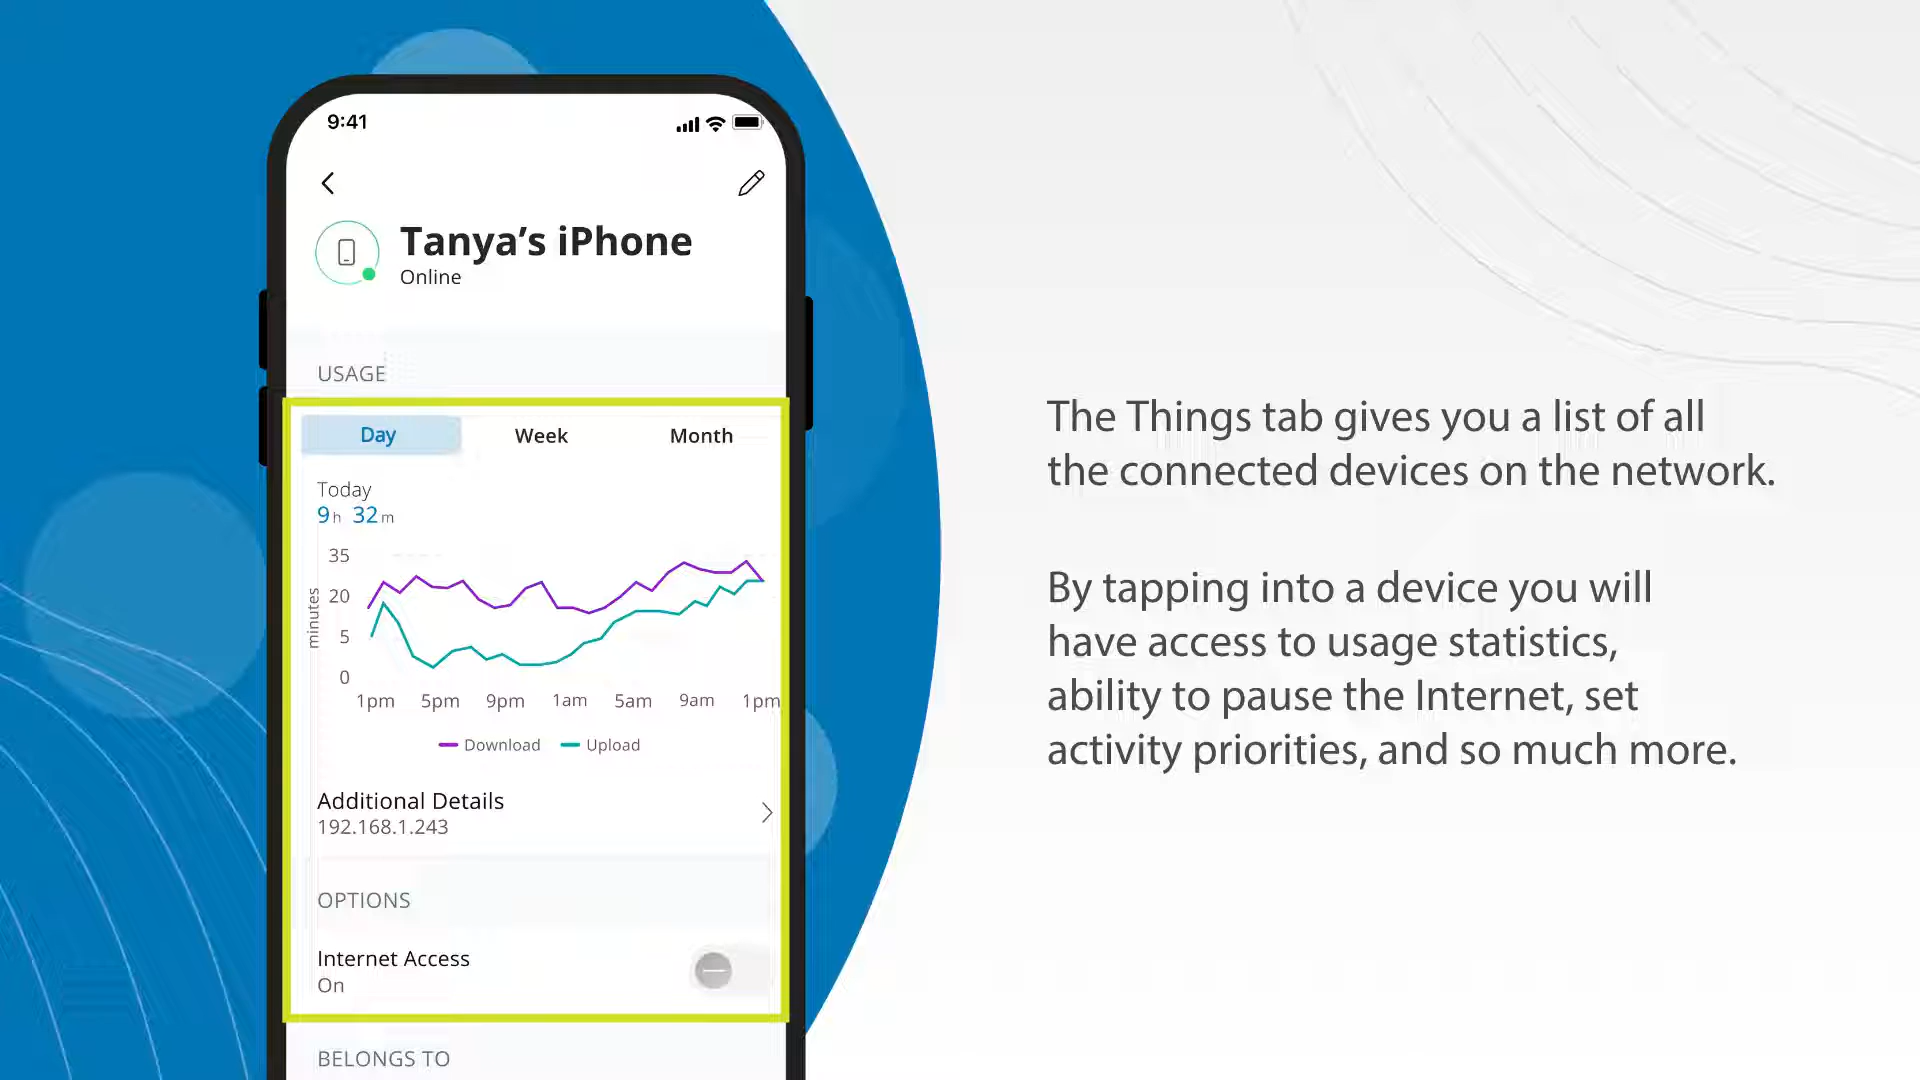 9:41
Tanya’s iPhone
Online
USAGE
Day Week Month
Today
9h 32m
35
20
5
0
minutes
1pm 5pm 9pm 1am 5am 9am 1pm
Download Upload
Additional Details
192.168.1.243
OPTIONS
Internet Access
On
BELONGS TO
The Things tab gives you a list of all
the connected devices on the network.
By tapping into a device you will
have access to usage statistics,
ability to pause the Internet, set
activity priorities, and so much more.